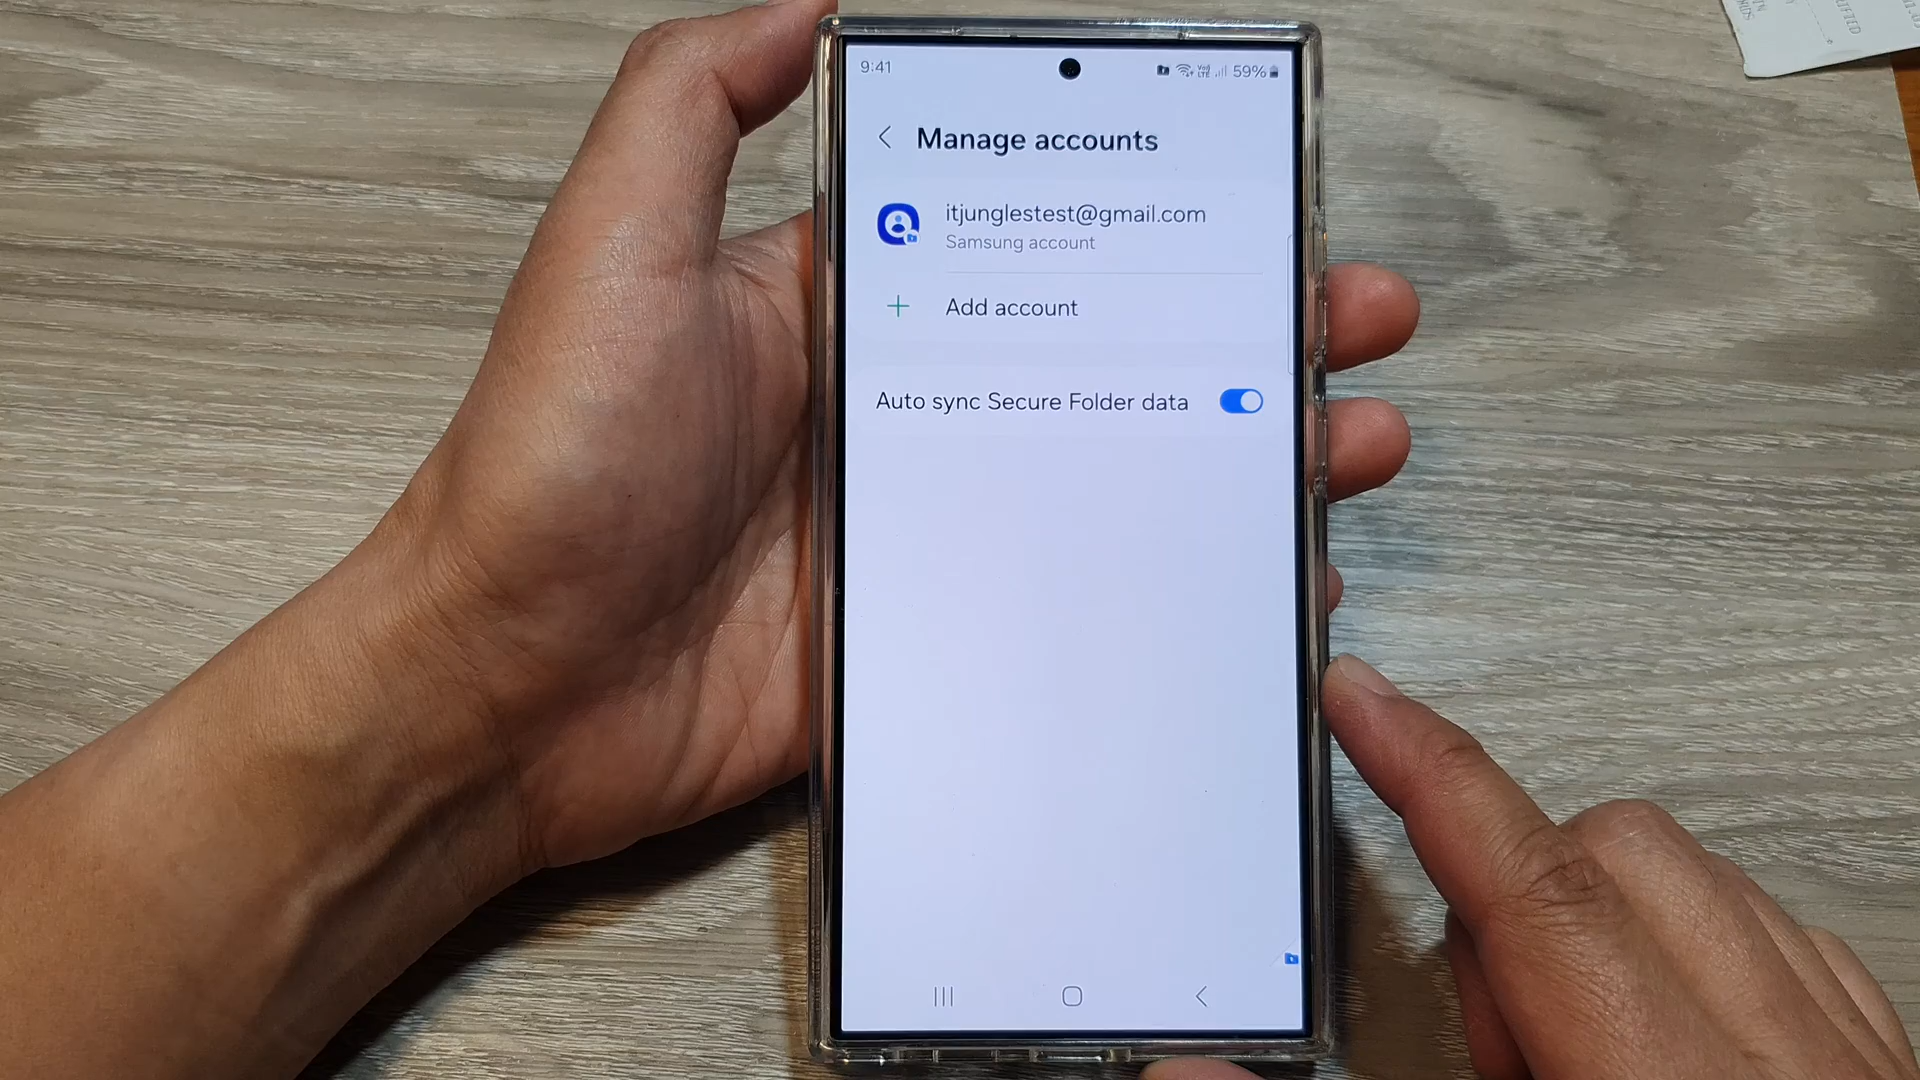 9:41
59%
Manage accounts
itjunglestest@gmail.com
Samsung account
Add account
Auto sync Secure Folder data